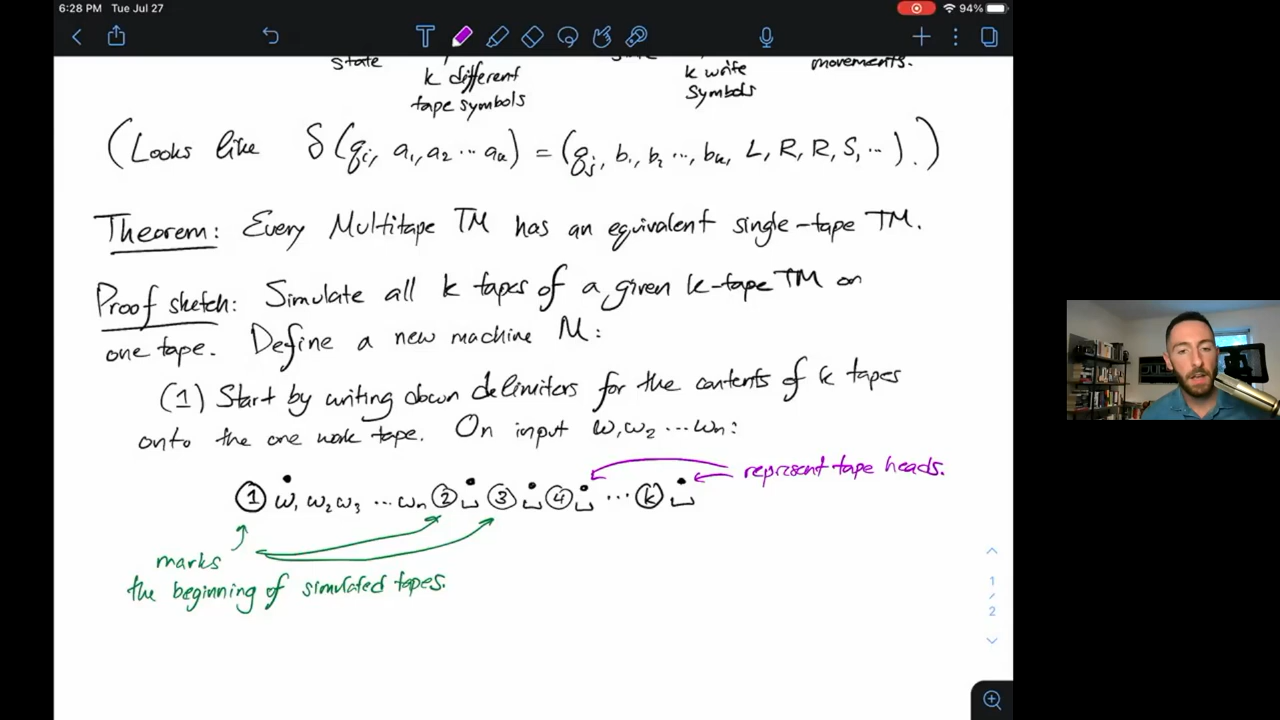 6:28 PM Tue Jul 27
94%
state
k different
tape symbols
k write
symbols
movements.
(Looks like δ(qi, a1, a2 ... ak) = (qj, b1, b2 ..., bk, L, R, R, S, ...).)
Theorem: Every Multitape TM has an equivalent single-tape TM.
Proof sketch: Simulate all k tapes of a given k-tape TM on
one tape. Define a new machine M:
(1) Start by writing down delimiters for the contents of k tapes
onto the one work tape. On input w1w2 ... wn:
represent tape heads.
① ẇ1 w2 w3 ... wn ② ␣̇ ③ ␣̇ ④ ␣̇ ... ⓚ ␣̇
marks
the beginning of simulated tapes.
1
/
2